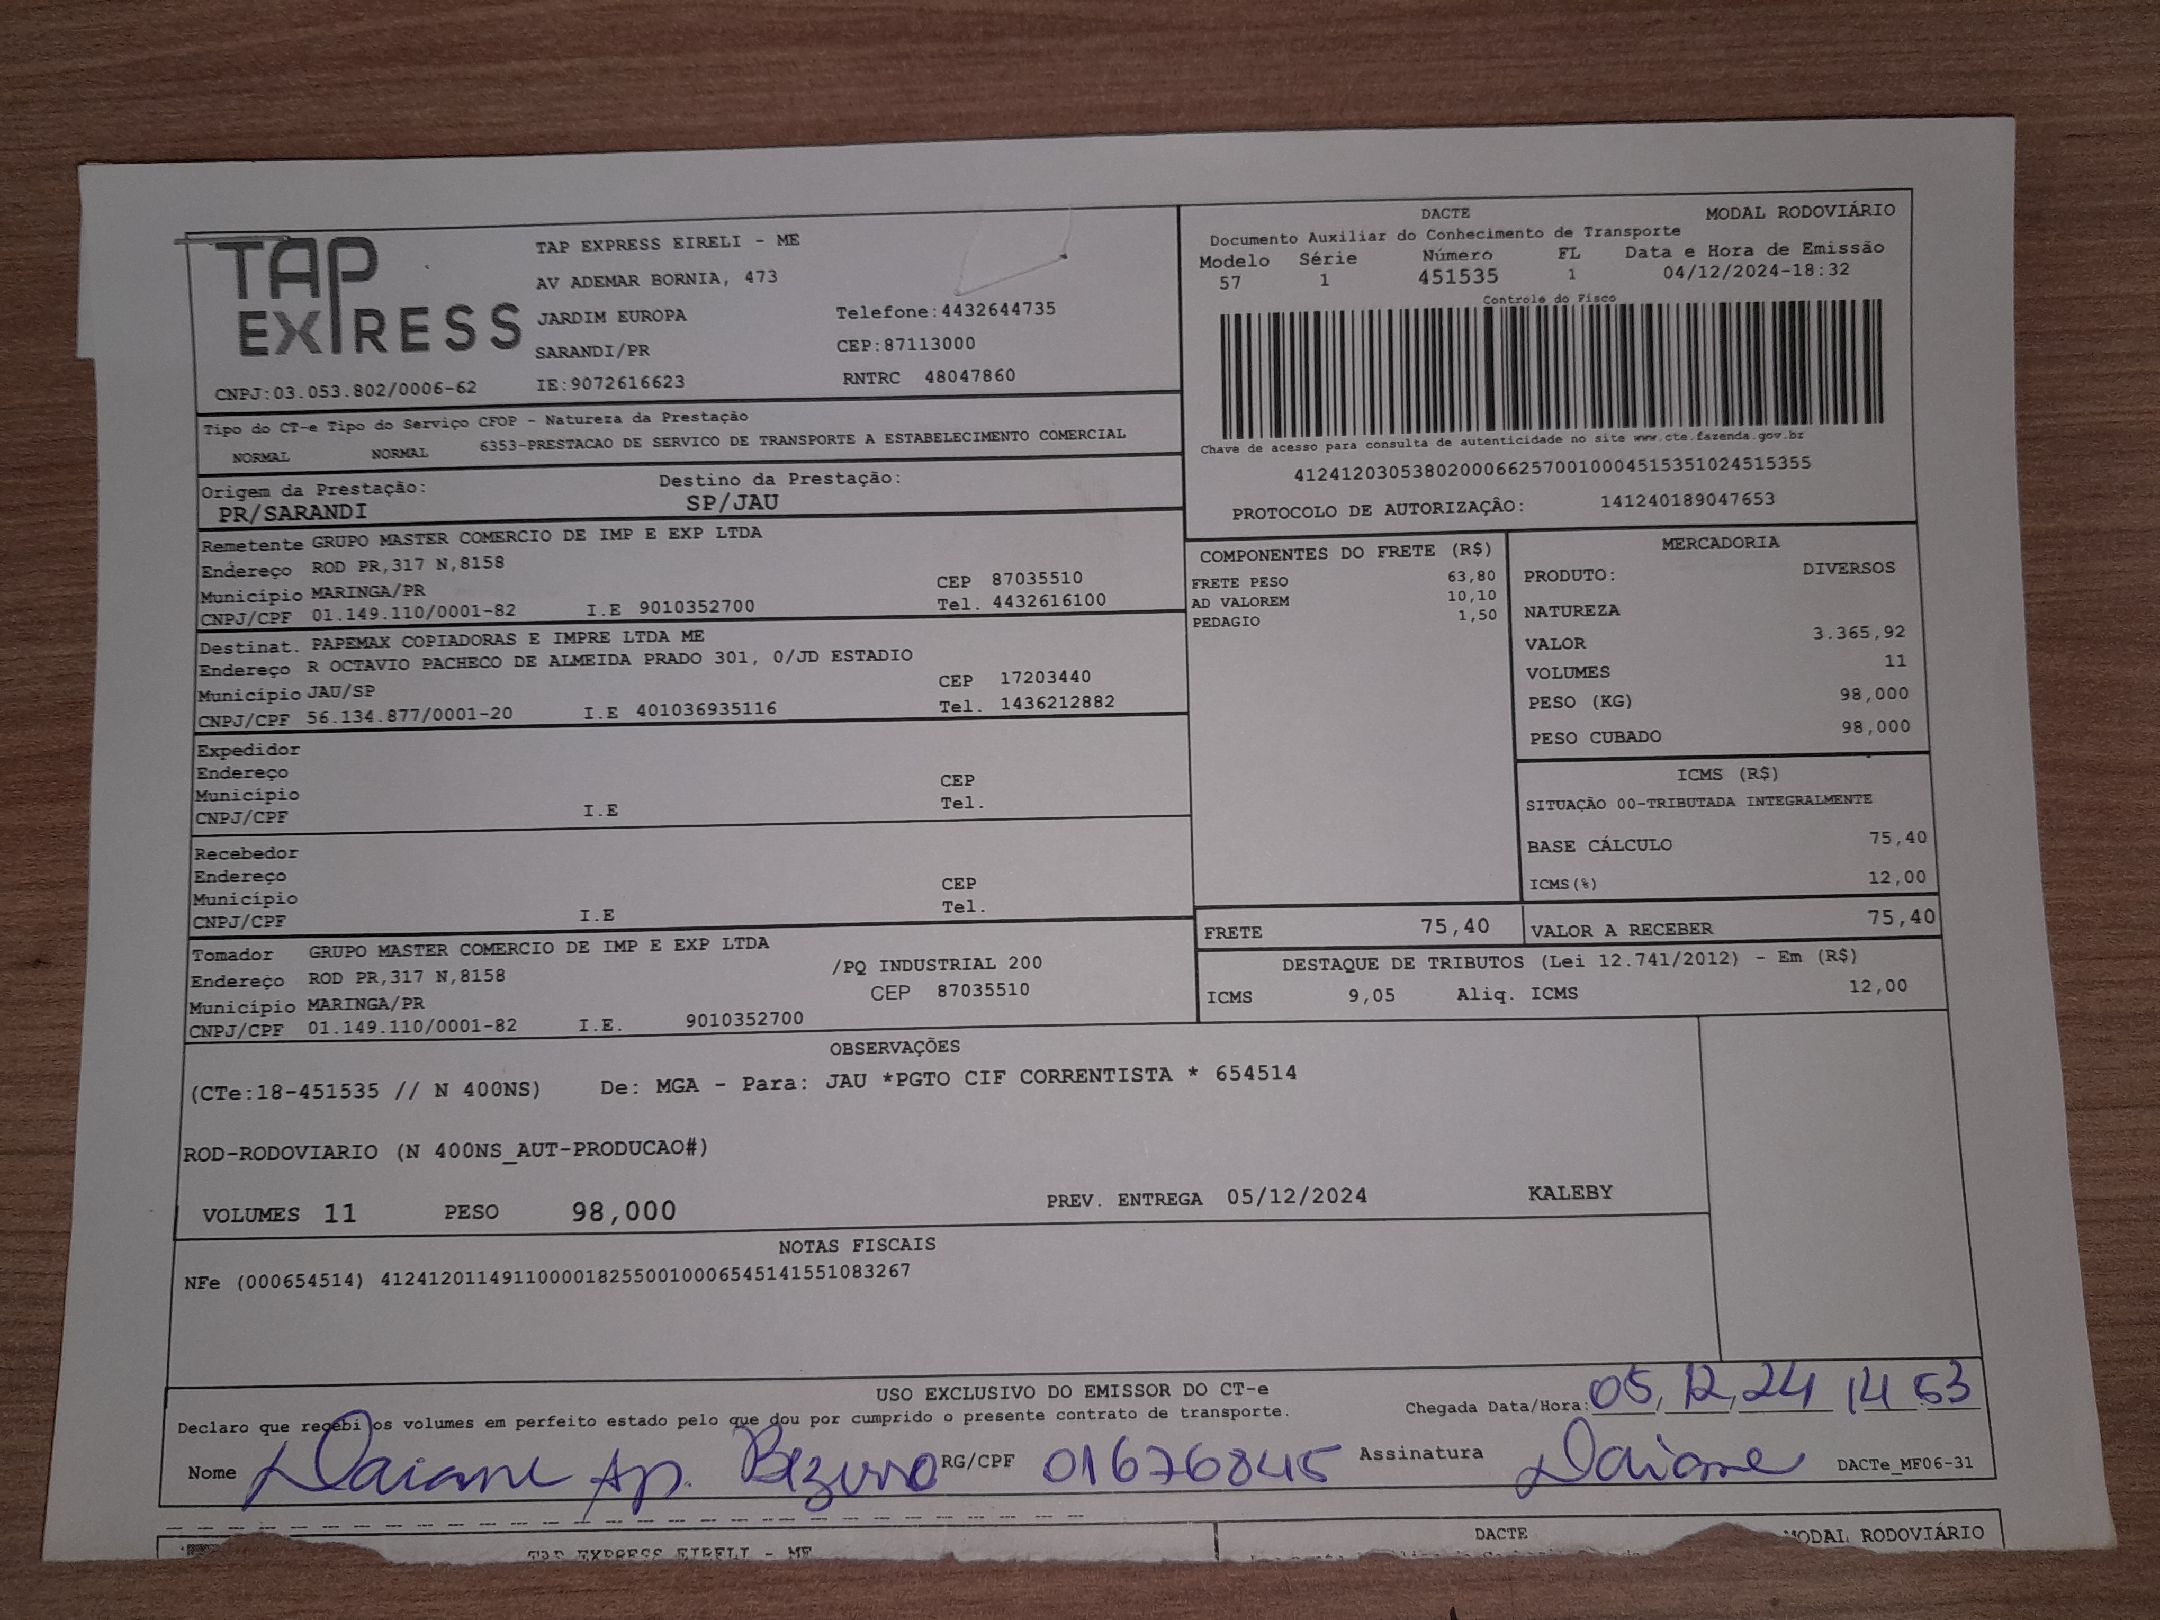 TAP EXPRESS
TAP EXPRESS EIRELI - ME
AV ADEMAR BORNIA, 473
JARDIM EUROPA Telefone:4432644735
SARANDI/PR CEP:87113000
CNPJ:03.053.802/0006-62 IE:9072616623 RNTRC 48047860
DACTE MODAL RODOVIÁRIO
Documento Auxiliar do Conhecimento de Transporte
Modelo Série Número FL Data e Hora de Emissão
57 1 451535 1 04/12/2024-18:32
Controle do Fisco
Chave de acesso para consulta de autenticidade no site www.cte.fazenda.gov.br
41241203053802000662570010004515351024515355
PROTOCOLO DE AUTORIZAÇÂO: 141240189047653
Tipo do CT-e Tipo do Serviço CFOP - Natureza da Prestação
NORMAL NORMAL 6353-PRESTACAO DE SERVICO DE TRANSPORTE A ESTABELECIMENTO COMERCIAL
Origem da Prestação: Destino da Prestação:
PR/SARANDI SP/JAU
Remetente GRUPO MASTER COMERCIO DE IMP E EXP LTDA
Endereço ROD PR,317 N,8158
Município MARINGA/PR CEP 87035510
CNPJ/CPF 01.149.110/0001-82 I.E 9010352700 Tel. 4432616100
Destinat. PAPEMAX COPIADORAS E IMPRE LTDA ME
Endereço R OCTAVIO PACHECO DE ALMEIDA PRADO 301, 0/JD ESTADIO
Município JAU/SP CEP 17203440
CNPJ/CPF 56.134.877/0001-20 I.E 401036935116 Tel. 1436212882
Expedidor
Endereço
Município CEP
CNPJ/CPF I.E Tel.
Recebedor
Endereço
Município CEP
CNPJ/CPF I.E Tel.
Tomador GRUPO MASTER COMERCIO DE IMP E EXP LTDA
Endereço ROD PR,317 N,8158 /PQ INDUSTRIAL 200
Município MARINGA/PR CEP 87035510
CNPJ/CPF 01.149.110/0001-82 I.E. 9010352700
COMPONENTES DO FRETE (R$)
FRETE PESO 63,80
AD VALOREM 10,10
PEDAGIO 1,50
MERCADORIA
PRODUTO: DIVERSOS
NATUREZA
VALOR 3.365,92
VOLUMES 11
PESO (KG) 98,000
PESO CUBADO 98,000
ICMS (R$)
SITUAÇÃO 00-TRIBUTADA INTEGRALMENTE
BASE CÁLCULO 75,40
ICMS(%) 12,00
FRETE 75,40 VALOR A RECEBER 75,40
DESTAQUE DE TRIBUTOS (Lei 12.741/2012) - Em (R$)
ICMS 9,05 Aliq. ICMS 12,00
OBSERVAÇÕES
(CTe:18-451535 // N 400NS) De: MGA - Para: JAU *PGTO CIF CORRENTISTA * 654514
ROD-RODOVIARIO (N 400NS_AUT-PRODUCAO#)
VOLUMES 11 PESO 98,000 PREV. ENTREGA 05/12/2024 KALEBY
NOTAS FISCAIS
NFe (000654514) 41241201149110000182550010006545141551083267
USO EXCLUSIVO DO EMISSOR DO CT-e
Declaro que recebi os volumes em perfeito estado pelo que dou por cumprido o presente contrato de transporte. Chegada Data/Hora: 05, 12, 24 14 53
Nome Daiane Ap. Bezerra RG/CPF 01676845 Assinatura Daiane DACTe_MF06-31
TAP EXPRESS EIRELI - ME DACTE MODAL RODOVIÁRIO